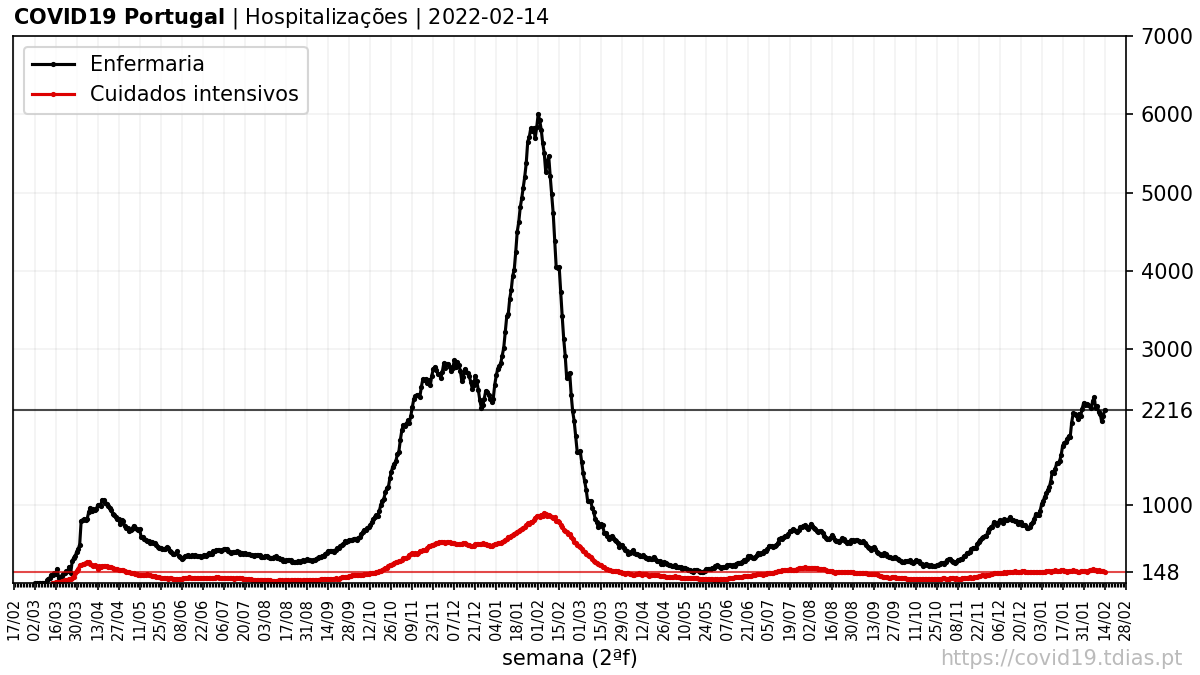 COVID19 Portugal | Hospitalizações | 2022-02-14
Enfermaria
Cuidados intensivos
7000
6000
5000
4000
3000
2216
1000
148
17/02 02/03 16/03 30/03 13/04 27/04 11/05 25/05 08/06 22/06 06/07 20/07 03/08 17/08 31/08 14/09 28/09 12/10 26/10 09/11 23/11 07/12 21/12 04/01 18/01 01/02 15/02 01/03 15/03 29/03 12/04 26/04 10/05 24/05 07/06 21/06 05/07 19/07 02/08 16/08 30/08 13/09 27/09 11/10 25/10 08/11 22/11 06/12 20/12 03/01 17/01 31/01 14/02 28/02
semana (2ªf)
https://covid19.tdias.pt